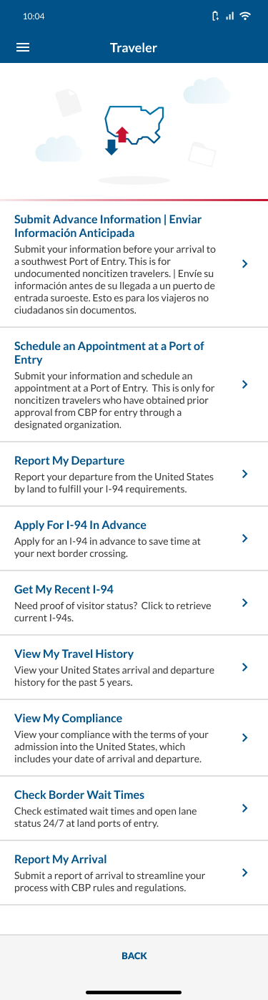 10:04
Traveler
Submit Advance Information | Enviar
Información Anticipada
Submit your information before your arrival to
a southwest Port of Entry. This is for
undocumented noncitizen travelers. | Envíe su
información antes de su llegada a un puerto de
entrada suroeste. Esto es para los viajeros no
ciudadanos sin documentos.
Schedule an Appointment at a Port of
Entry
Submit your information and schedule an
appointment at a Port of Entry.  This is only for
noncitizen travelers who have obtained prior
approval from CBP for entry through a
designated organization.
Report My Departure
Report your departure from the United States
by land to fulfill your I-94 requirements.
Apply For I-94 In Advance
Apply for an I-94 in advance to save time at
your next border crossing.
Get My Recent I-94
Need proof of visitor status?  Click to retrieve
current I-94s.
View My Travel History
View your United States arrival and departure
history for the past 5 years.
View My Compliance
View your compliance with the terms of your
admission into the United States, which
includes your date of arrival and departure.
Check Border Wait Times
Check estimated wait times and open lane
status 24/7 at land ports of entry.
Report My Arrival
Submit a report of arrival to streamline your
process with CBP rules and regulations.
BACK